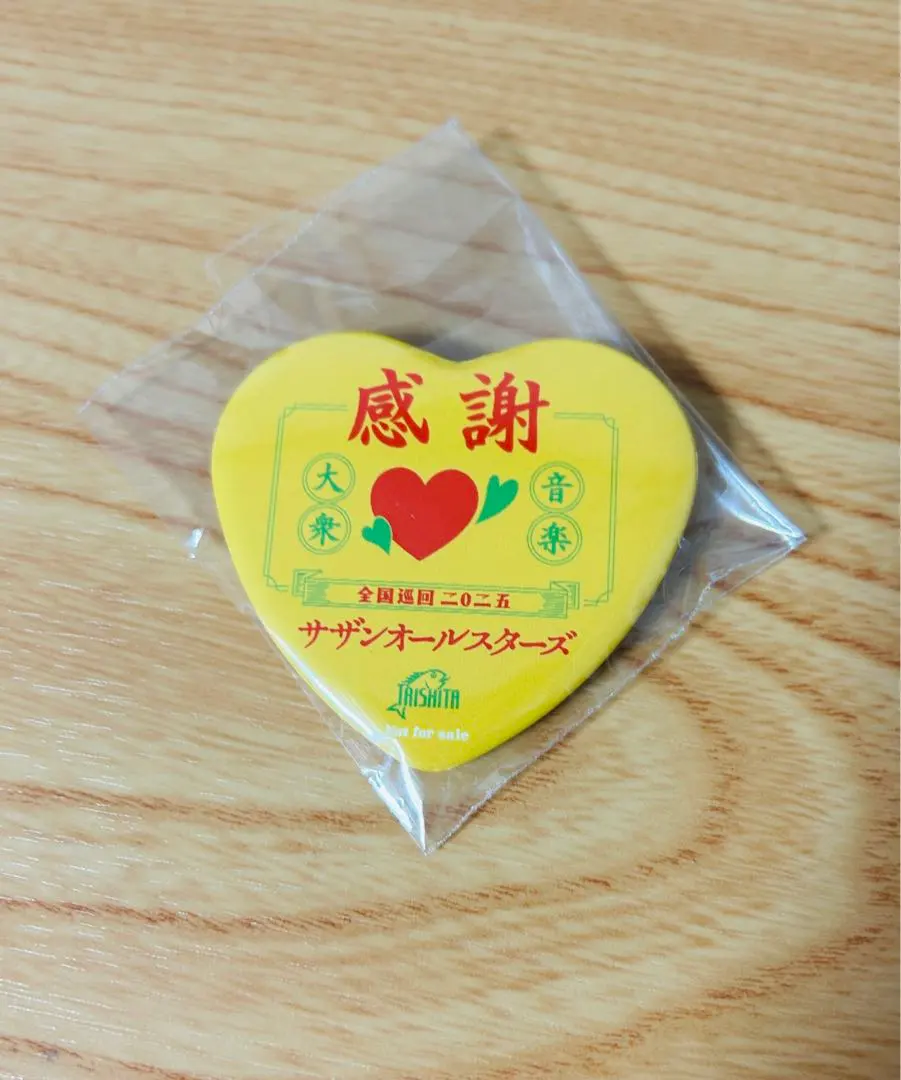 感謝
大衆
音楽
全国巡回 二〇二五
サザンオールスターズ
TAISHITA
Not for sale